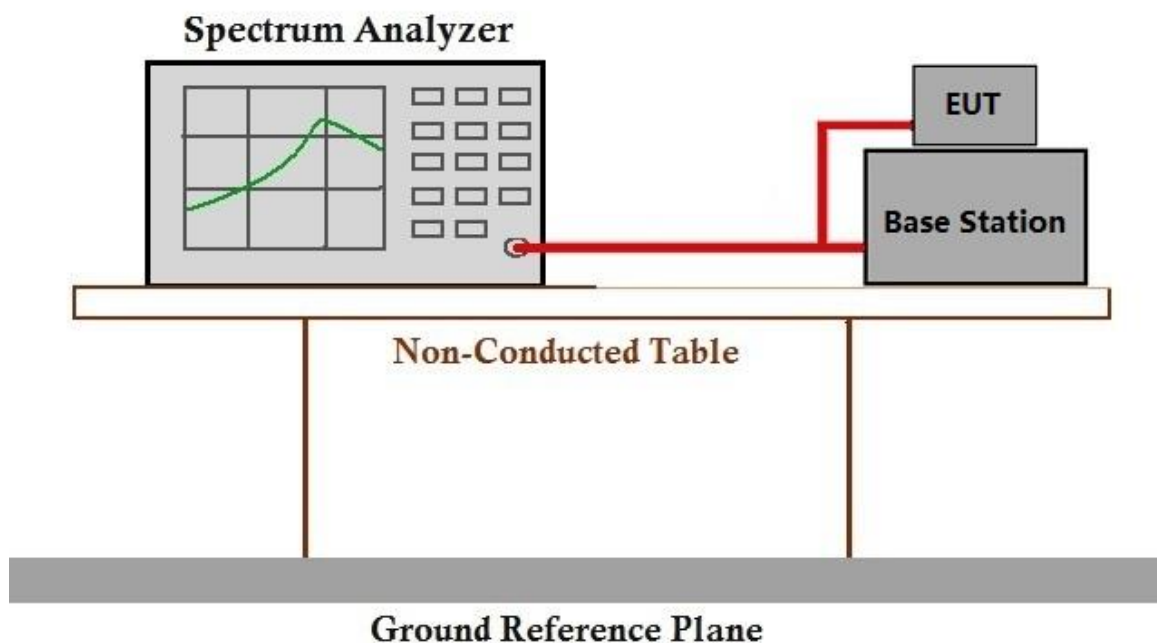 Spectrum Analyzer
EUT
Base Station
Non-Conducted Table
Ground Reference Plane